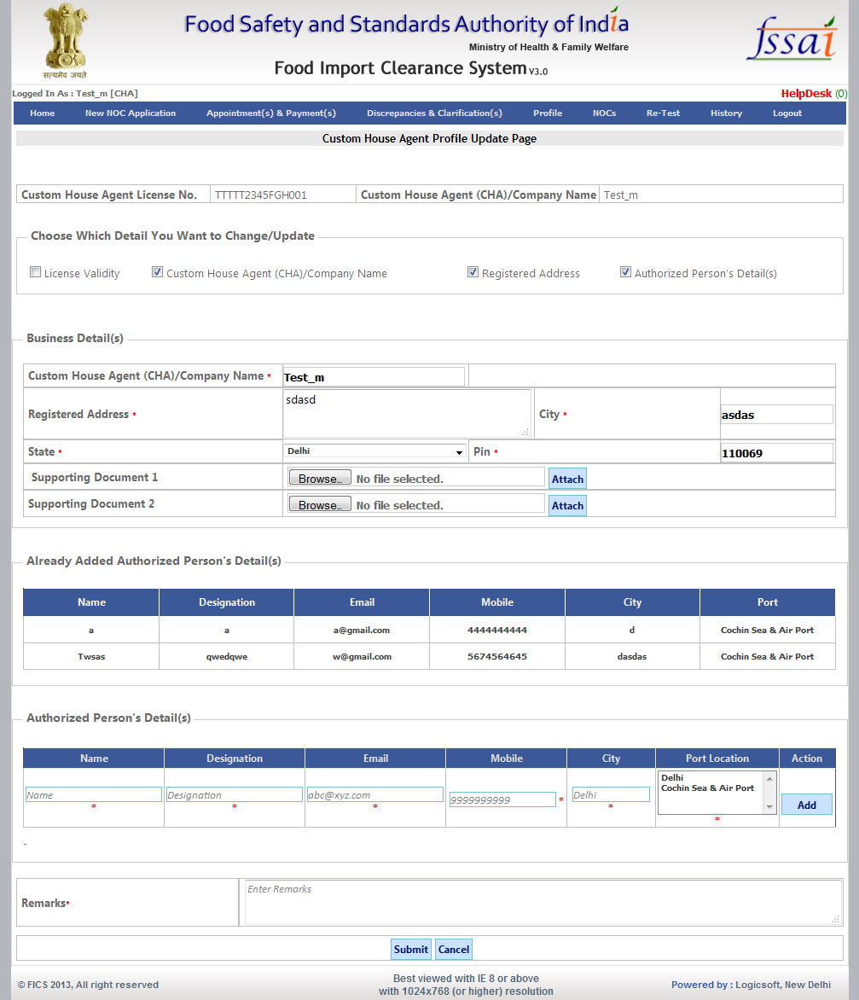 सत्यमेव जयते
Food Safety and Standards Authority of India
Ministry of Health & Family Welfare
Food Import Clearance System V3.0
fssai
Logged In As : Test_m [CHA]
HelpDesk (0)
Home New NOC Application Appointment(s) & Payment(s) Discrepancies & Clarification(s) Profile NOCs Re-Test History Logout
Custom House Agent Profile Update Page
Custom House Agent License No. TTTTT2345FGH001 Custom House Agent (CHA)/Company Name Test_m
Choose Which Detail You Want to Change/Update
License Validity Custom House Agent (CHA)/Company Name Registered Address Authorized Person's Detail(s)
Business Detail(s)
Custom House Agent (CHA)/Company Name * Test_m
Registered Address * sdasd City * asdas
State * Delhi Pin * 110069
Supporting Document 1 Browse_ No file selected. Attach
Supporting Document 2 Browse_ No file selected. Attach
Already Added Authorized Person's Detail(s)
Name Designation Email Mobile City Port
a a a@gmail.com 4444444444 d Cochin Sea & Air Port
Twsas qwedqwe w@gmail.com 5674564645 dasdas Cochin Sea & Air Port
Authorized Person's Detail(s)
Name Designation Email Mobile City Port Location Action
Name * Designation * abc@xyz.com * 9999999999 * Delhi * Delhi
Cochin Sea & Air Port * Add
-
Remarks* Enter Remarks
Submit Cancel
© FICS 2013, All right reserved
Best viewed with IE 8 or above
with 1024x768 (or higher) resolution
Powered by : Logicsoft, New Delhi